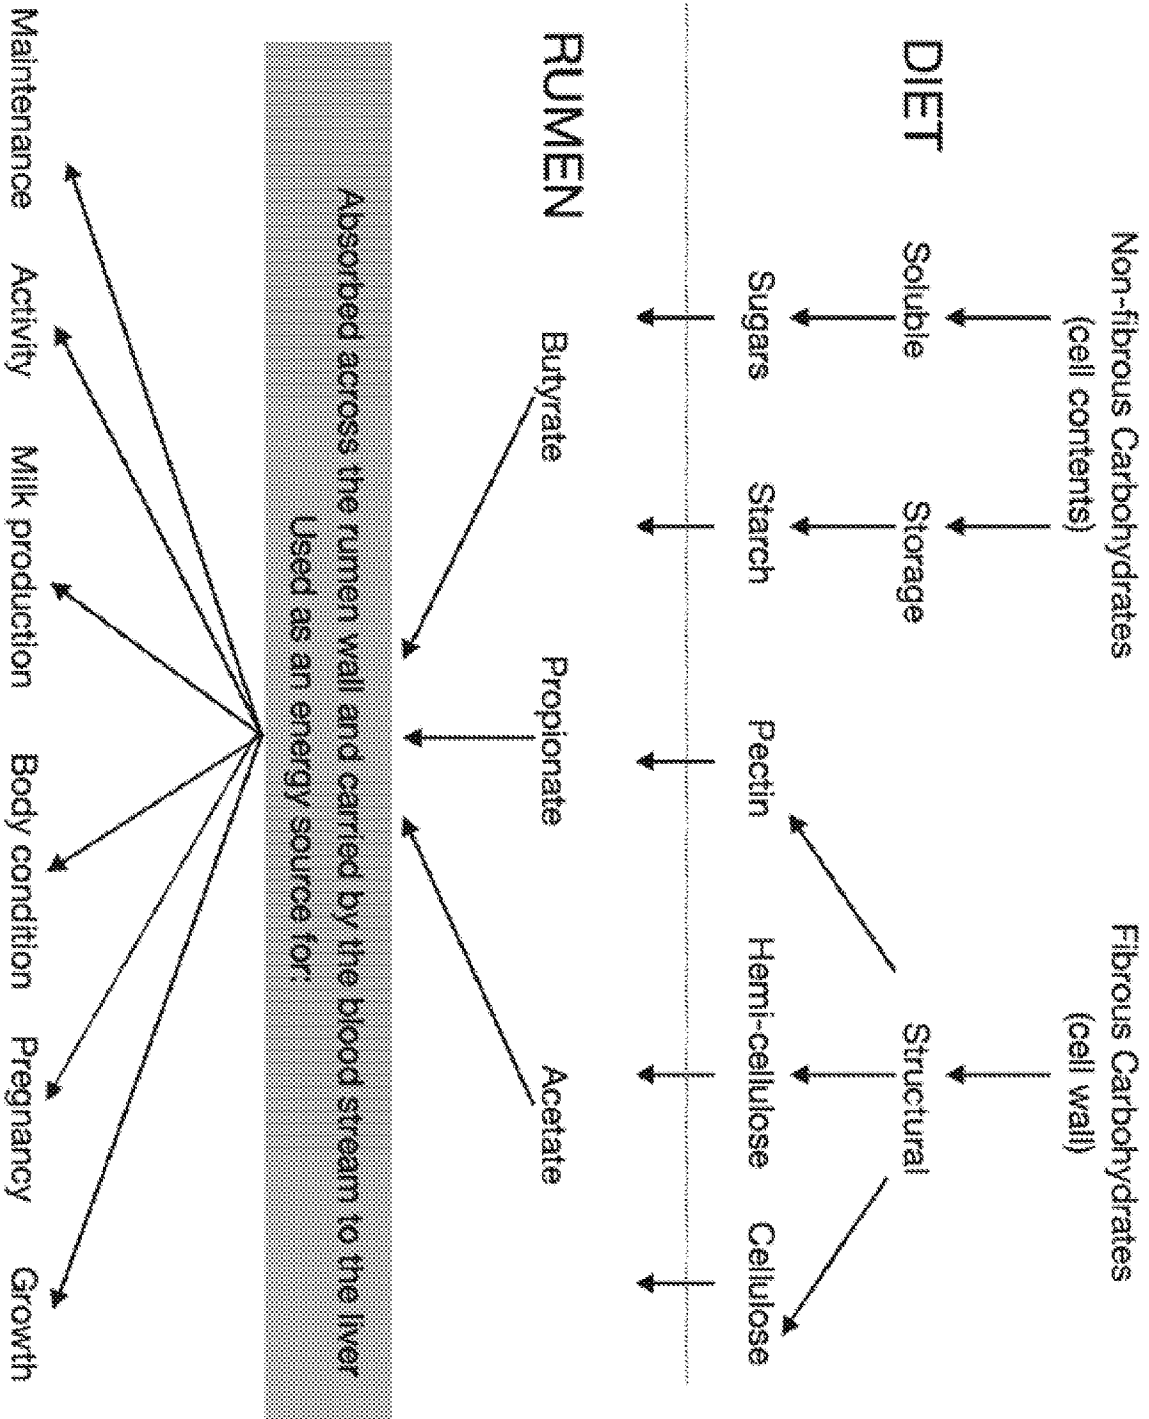 Non-fibrous Carbohydrates
(cell contents)
Fibrous Carbohydrates
(cell wall)
DIET
Soluble
Storage
Structural
Sugars
Starch
Pectin
Hemi-cellulose
Cellulose
RUMEN
Butyrate
Propionate
Acetate
Absorbed across the rumen wall and carried by the blood stream to the liver
Used as an energy source for:
Maintenance
Activity
Milk production
Body condition
Pregnancy
Growth